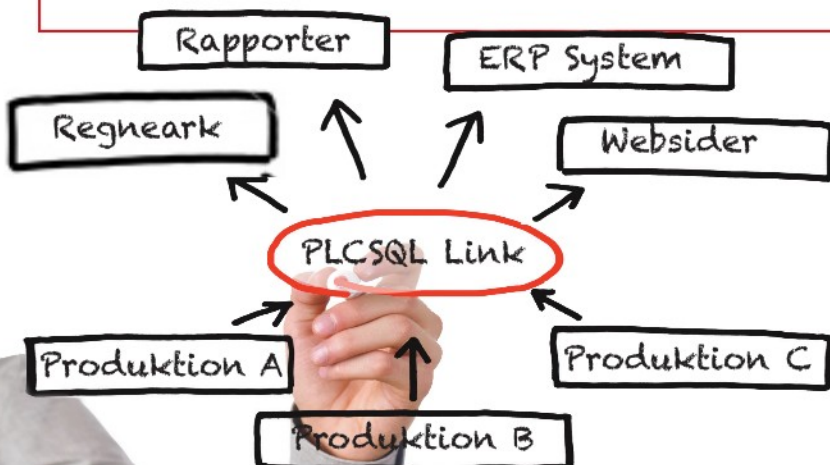 Rapporter
ERP System
Regneark
Websider
PLCSQL Link
Produktion A
Produktion C
Produktion B